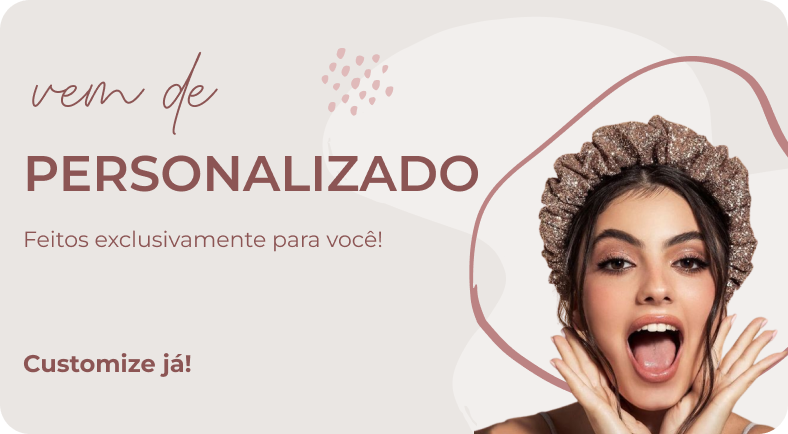 vem de
PERSONALIZADO
Feitos exclusivamente para você!
Customize já!